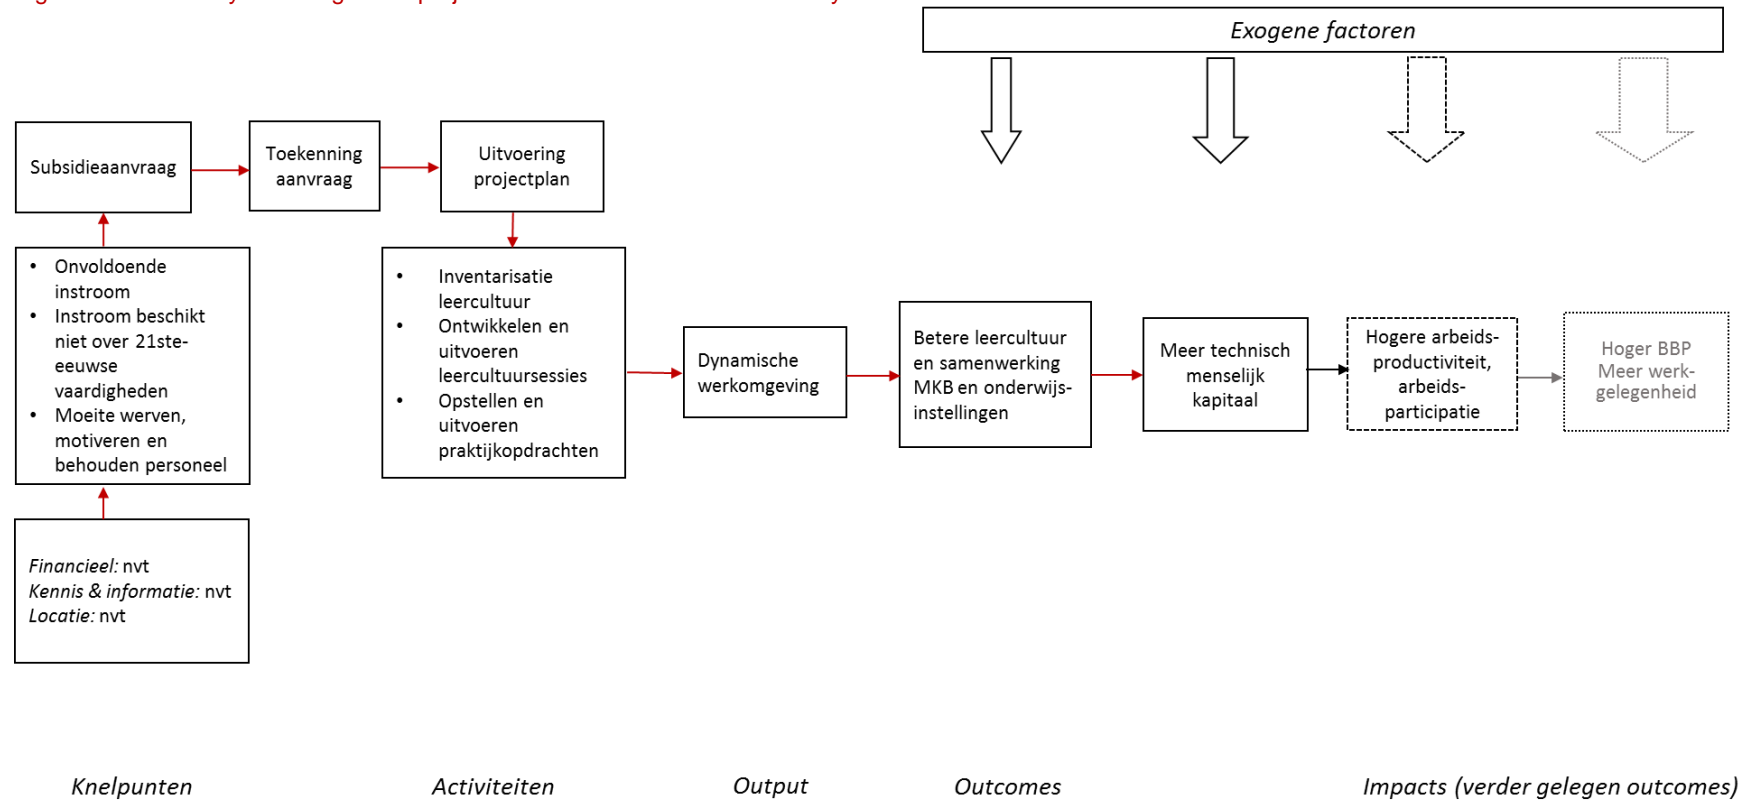 Exogene factoren
Subsidieaanvraag
Toekenning
aanvraag
Uitvoering
projectplan
• Onvoldoende
instroom
• Instroom beschikt
niet over 21ste-
eeuwse
vaardigheden
• Moeite werven,
motiveren en
behouden personeel
• Inventarisatie
leercultuur
• Ontwikkelen en
uitvoeren
leercultuursessies
• Opstellen en
uitvoeren
praktijkopdrachten
Dynamische
werkomgeving
Betere leercultuur
en samenwerking
MKB en onderwijs-
instellingen
Meer technisch
menselijk
kapitaal
Hogere arbeids-
productiviteit,
arbeids-
participatie
Hoger BBP
Meer werk-
gelegenheid
Financieel: nvt
Kennis & informatie: nvt
Locatie: nvt
Knelpunten
Activiteiten
Output
Outcomes
Impacts (verder gelegen outcomes)